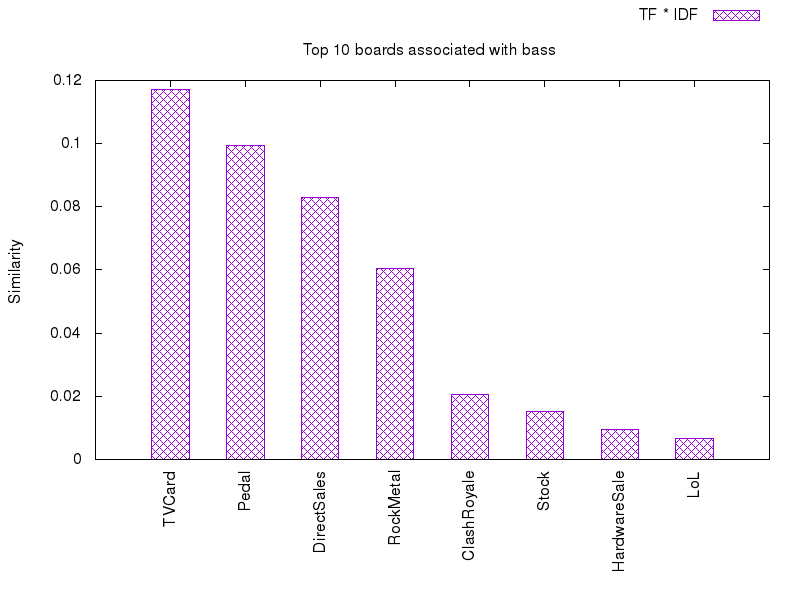 TF * IDF
Top 10 boards associated with bass
0.12
0.1
0.08
0.06
0.04
0.02
0
Similarity
TVCard
Pedal
DirectSales
RockMetal
ClashRoyale
Stock
HardwareSale
LoL